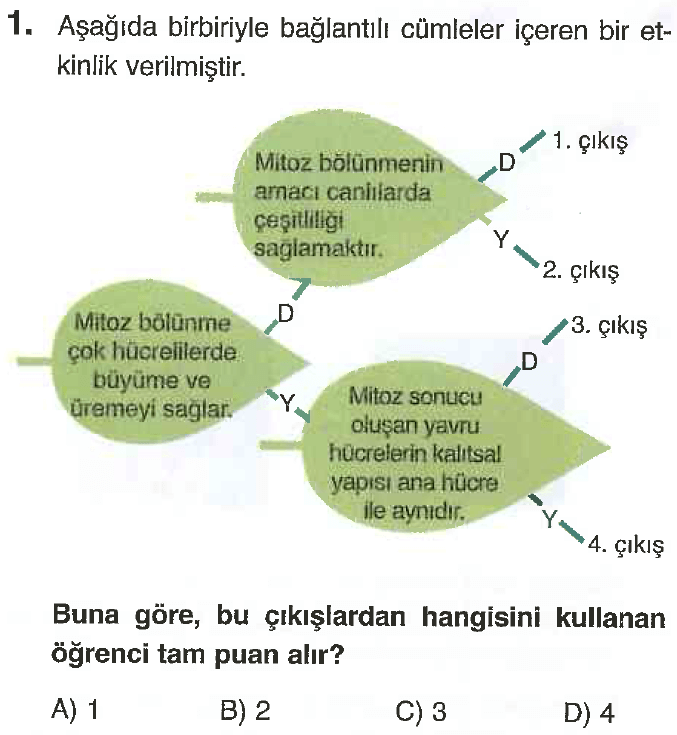 1. Aşağıda birbiriyle bağlantılı cümleler içeren bir et-
kinlik verilmiştir.
Mitoz bölünmenin
amacı canlılarda
çeşitliliği
sağlamaktır.
D
1. çıkış
Y
2. çıkış
Mitoz bölünme
çok hücrelilerde
büyüme ve
üremeyi sağlar.
D
Y
Mitoz sonucu
oluşan yavru
hücrelerin kalıtsal
yapısı ana hücre
ile aynıdır.
D
3. çıkış
Y
4. çıkış
Buna göre, bu çıkışlardan hangisini kullanan
öğrenci tam puan alır?
A) 1 B) 2 C) 3 D) 4